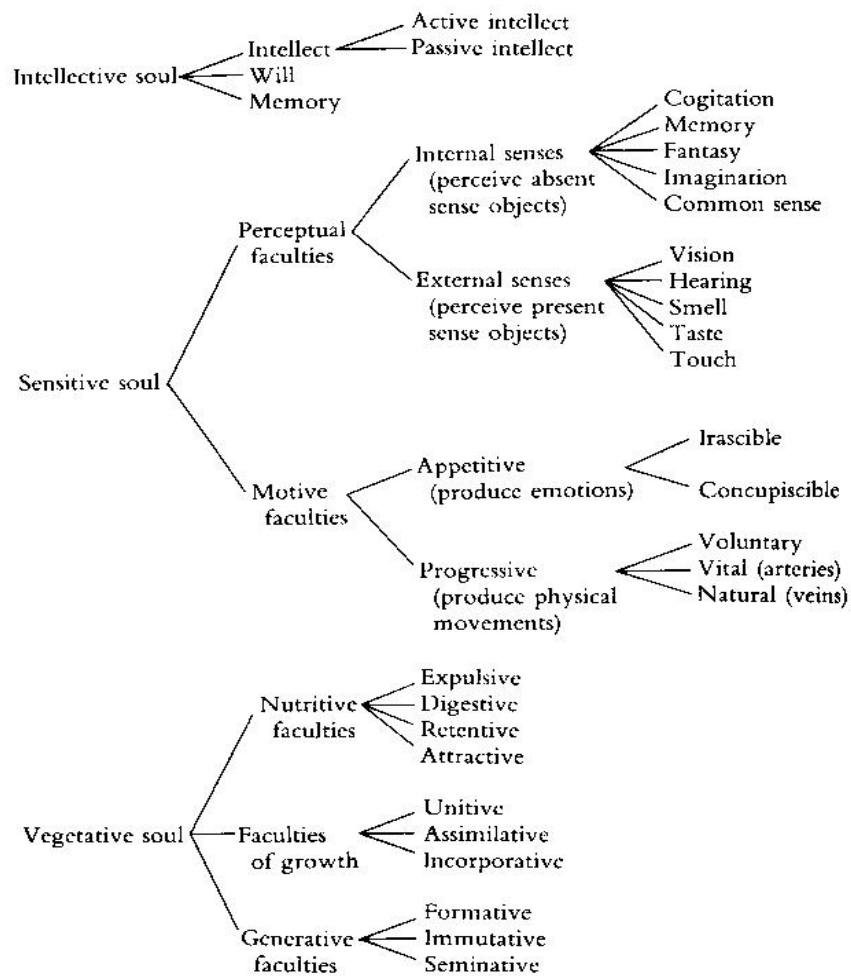 Active intellect
Intellect
Passive intellect
Intellective soul
Will
Memory
Cogitation
Memory
Internal senses
(perceive absent
sense objects)
Fantasy
Imagination
Common sense
Perceptual
faculties
Vision
External senses
(perceive present
sense objects)
Hearing
Smell
Taste
Touch
Sensitive soul
Irascible
Appetitive
(produce emotions)
Concupiscible
Motive
faculties
Voluntary
Progressive
(produce physical
movements)
Vital (arteries)
Natural (veins)
Expulsive
Nutritive
faculties
Digestive
Retentive
Attractive
Unitive
Vegetative soul
Faculties
of growth
Assimilative
Incorporative
Formative
Generative
faculties
Immutative
Seminative